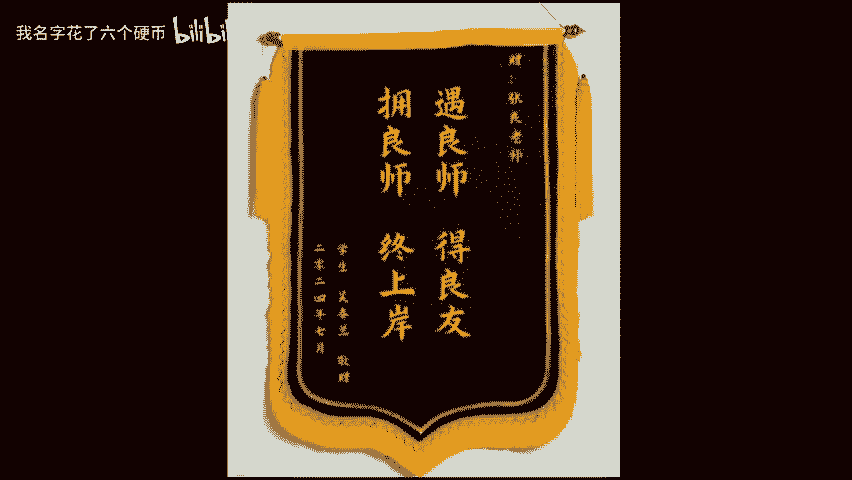 我名字花了六个硬币 bilibili
赠：张良老师
遇良师 得良友
拥良师 终上岸
学生 吴春兰 敬赠
二零二四年七月